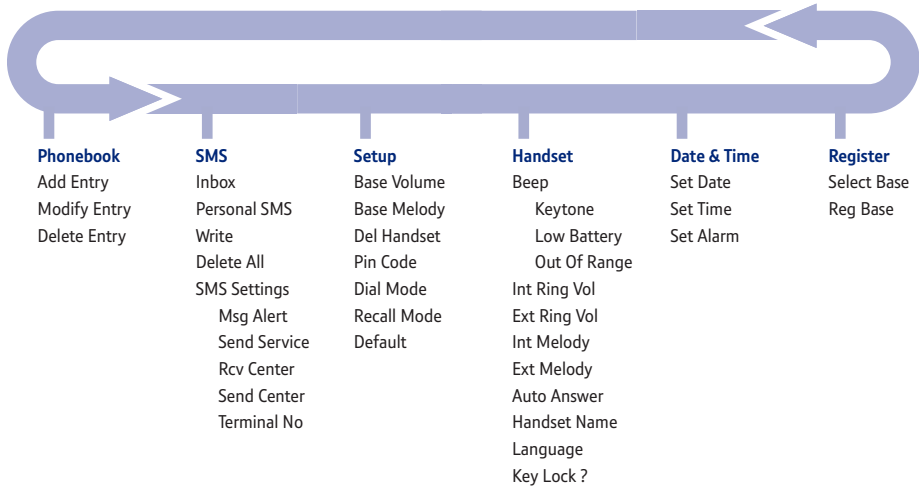 Phonebook
Add Entry
Modify Entry
Delete Entry
SMS
Inbox
Personal SMS
Write
Delete All
SMS Settings
Msg Alert
Send Service
Rcv Center
Send Center
Terminal No
Setup
Base Volume
Base Melody
Del Handset
Pin Code
Dial Mode
Recall Mode
Default
Handset
Beep
Keytone
Low Battery
Out Of Range
Int Ring Vol
Ext Ring Vol
Int Melody
Ext Melody
Auto Answer
Handset Name
Language
Key Lock ?
Date & Time
Set Date
Set Time
Set Alarm
Register
Select Base
Reg Base